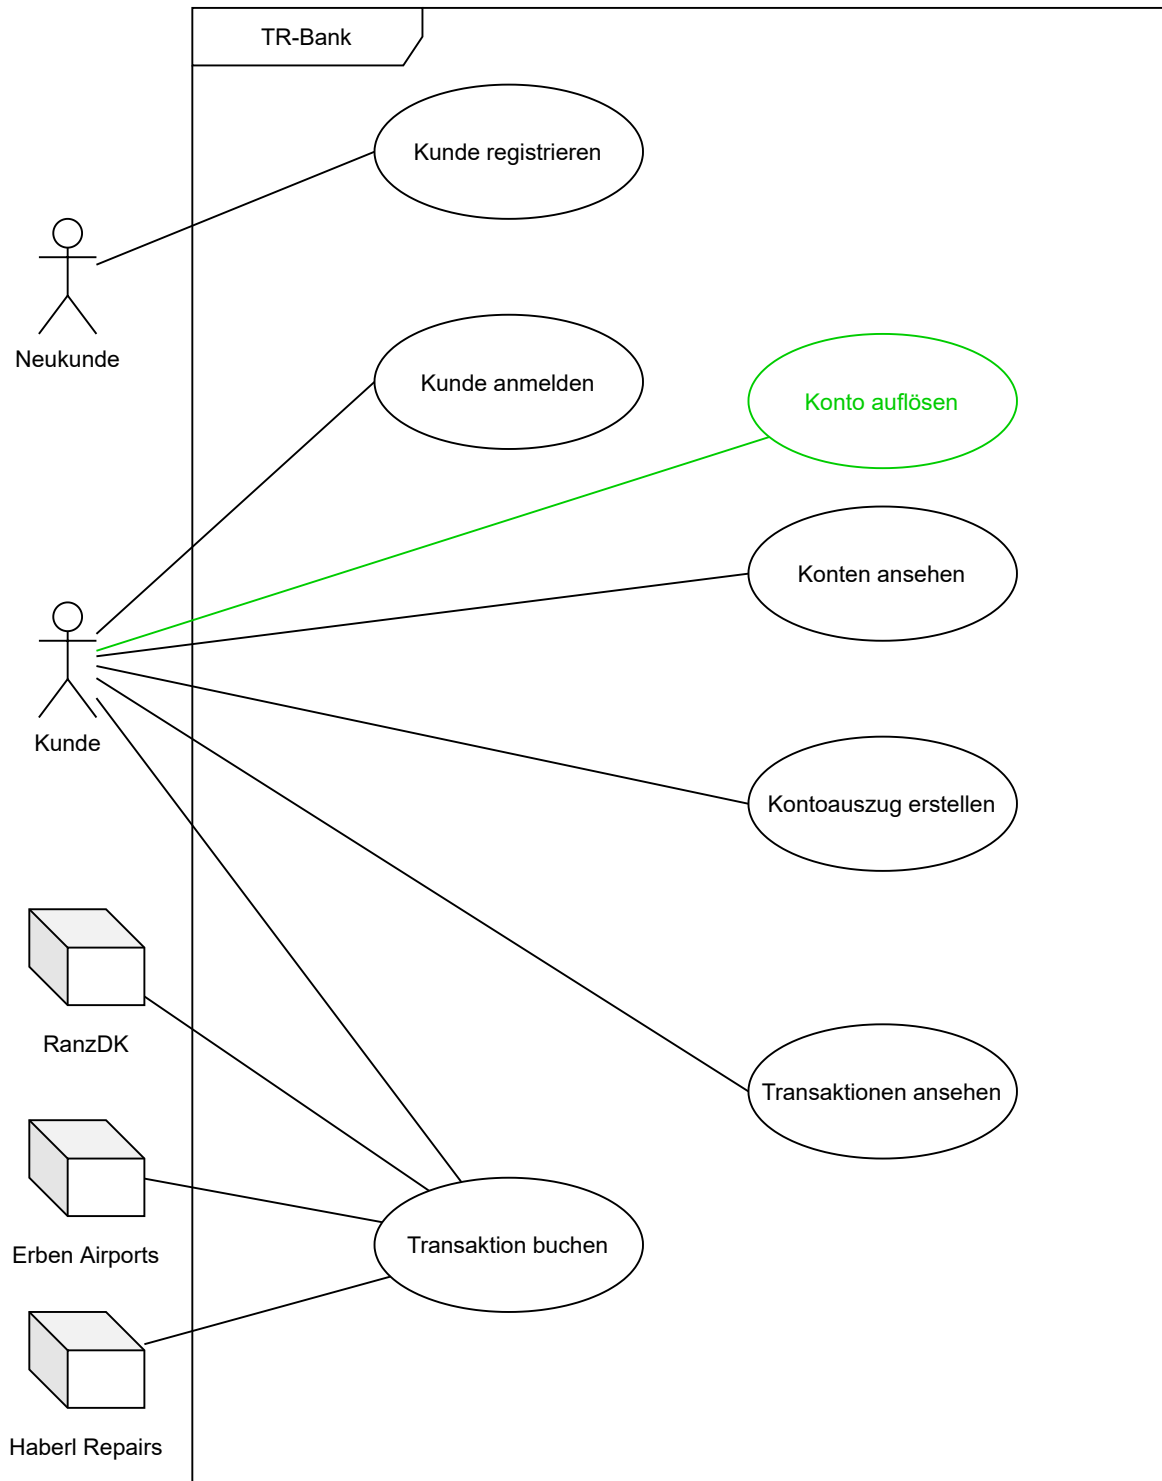 TR-Bank
Kunde registrieren
Neukunde
Kunde anmelden
Konto auflösen
Konten ansehen
Kunde
Kontoauszug erstellen
RanzDK
Transaktionen ansehen
Transaktion buchen
Erben Airports
Haberl Repairs